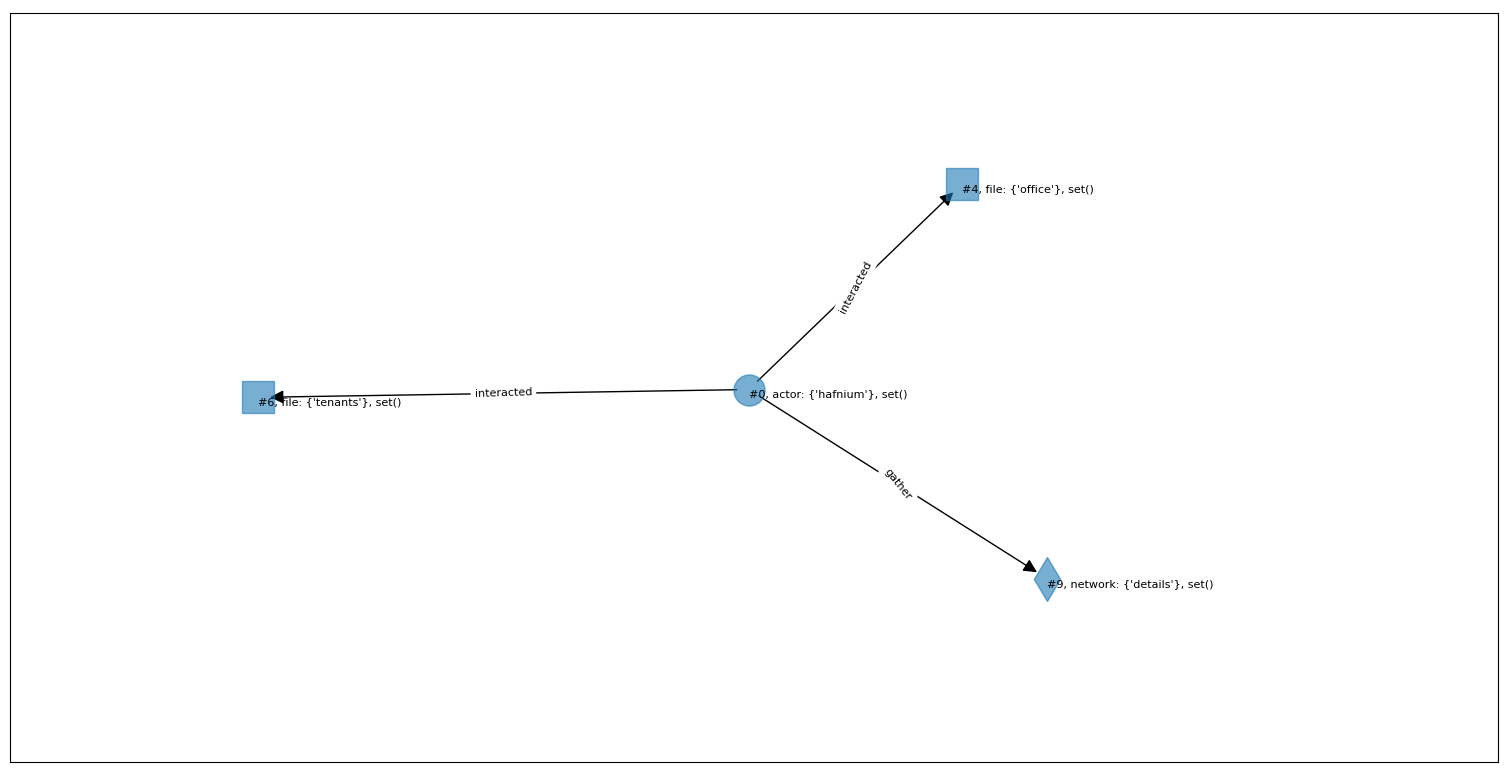 #4, file: {'office'}, set()
interacted
interacted
#0, actor: {'hafnium'}, set()
#6, file: {'tenants'}, set()
gather
#9, network: {'details'}, set()